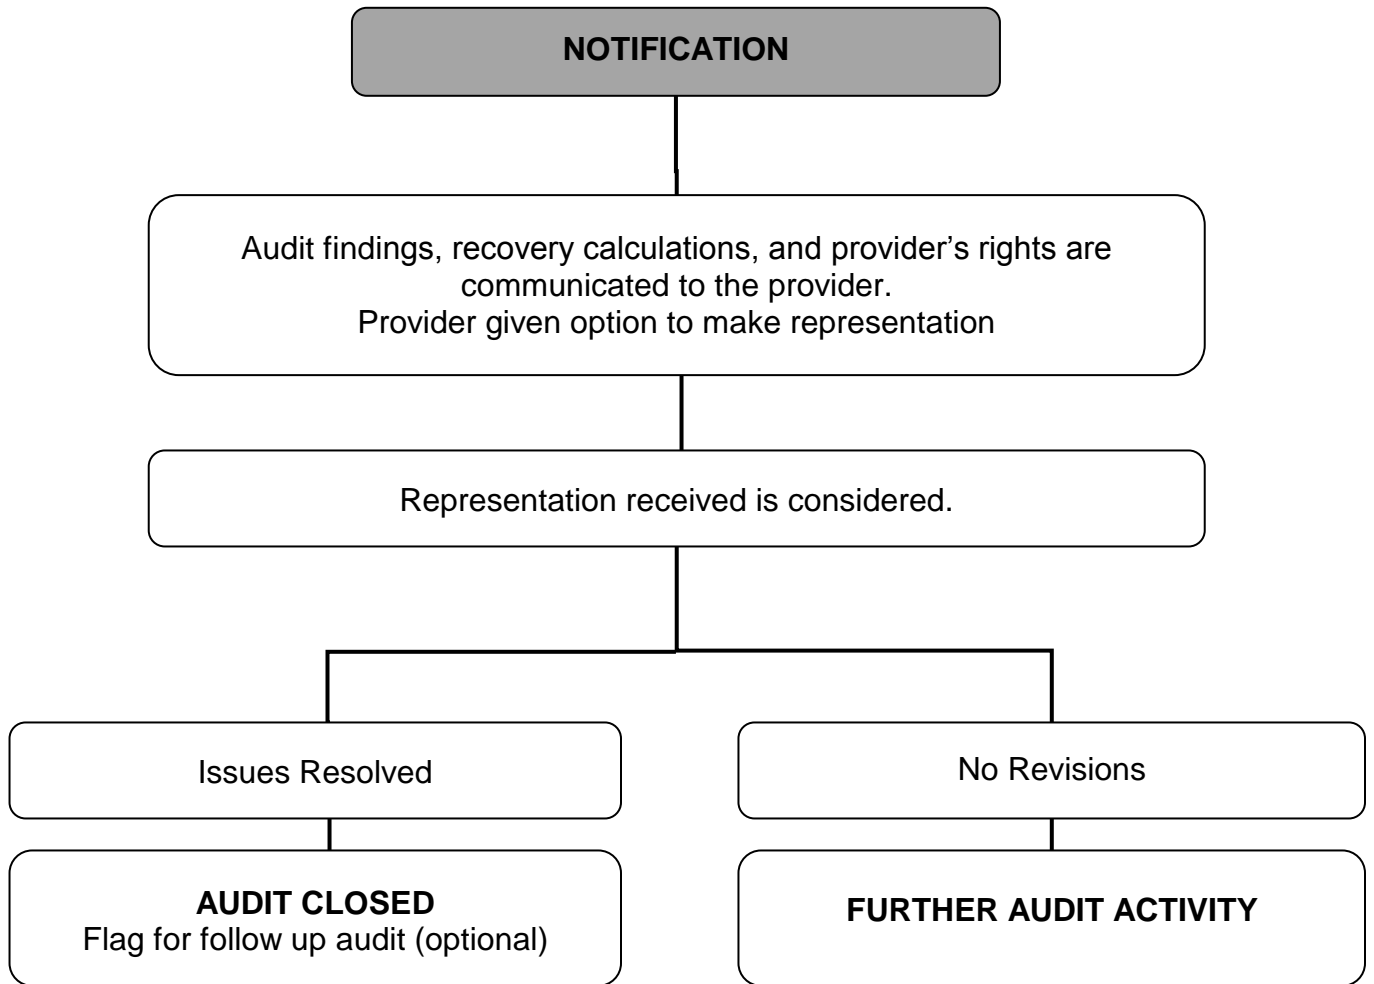 NOTIFICATION
Audit findings, recovery calculations, and provider’s rights are
communicated to the provider.
Provider given option to make representation
Representation received is considered.
Issues Resolved
No Revisions
AUDIT CLOSED
Flag for follow up audit (optional)
FURTHER AUDIT ACTIVITY